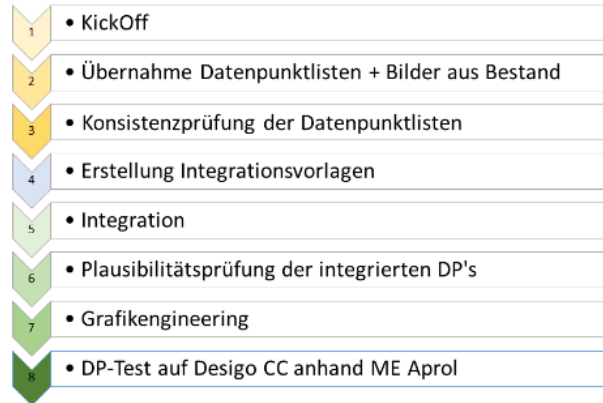 1 • KickOff
2 • Übernahme Datenpunktlisten + Bilder aus Bestand
3 • Konsistenzprüfung der Datenpunktlisten
4 • Erstellung Integrationsvorlagen
5 • Integration
6 • Plausibilitätsprüfung der integrierten DP's
7 • Grafikengineering
8 • DP-Test auf Desigo CC anhand ME Aprol